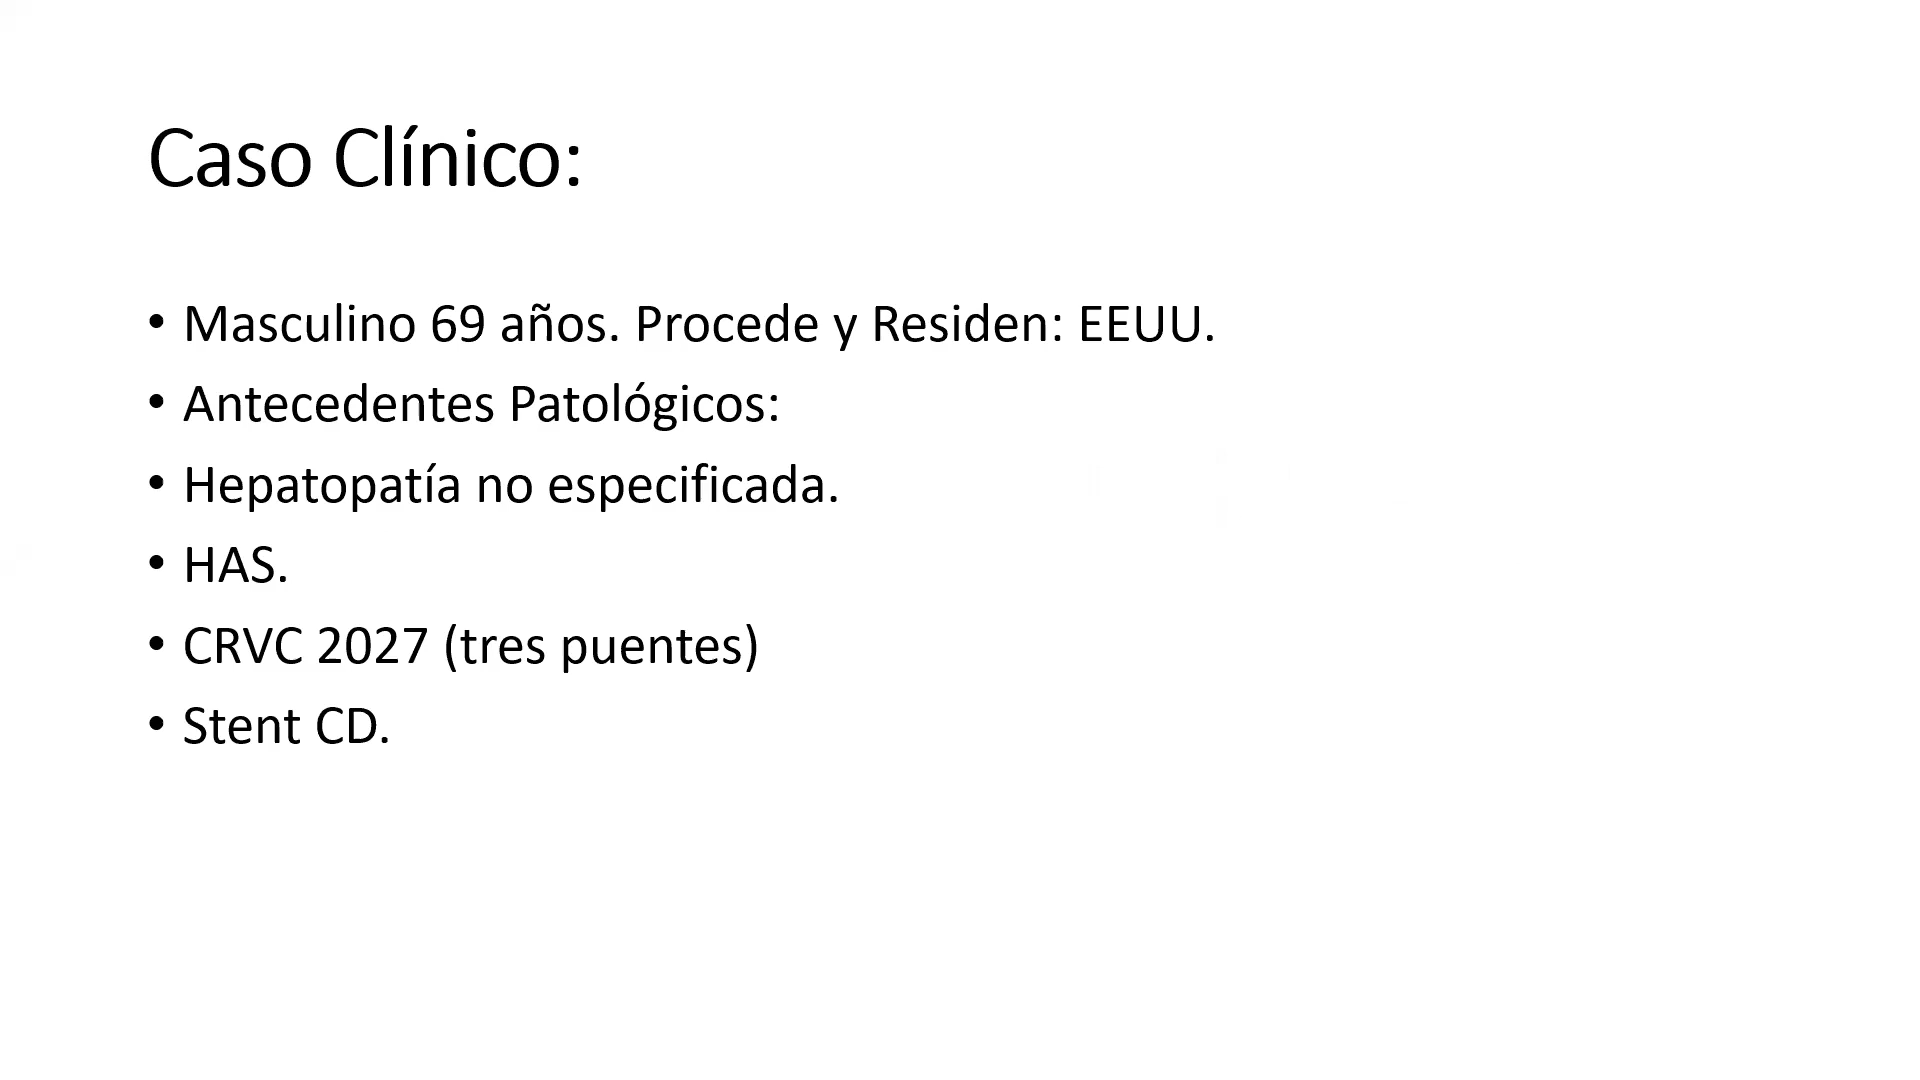 Caso Clínico:
• Masculino 69 años. Procede y Residen: EEUU.
• Antecedentes Patológicos:
• Hepatopatía no especificada.
• HAS.
• CRVC 2027 (tres puentes)
• Stent CD.